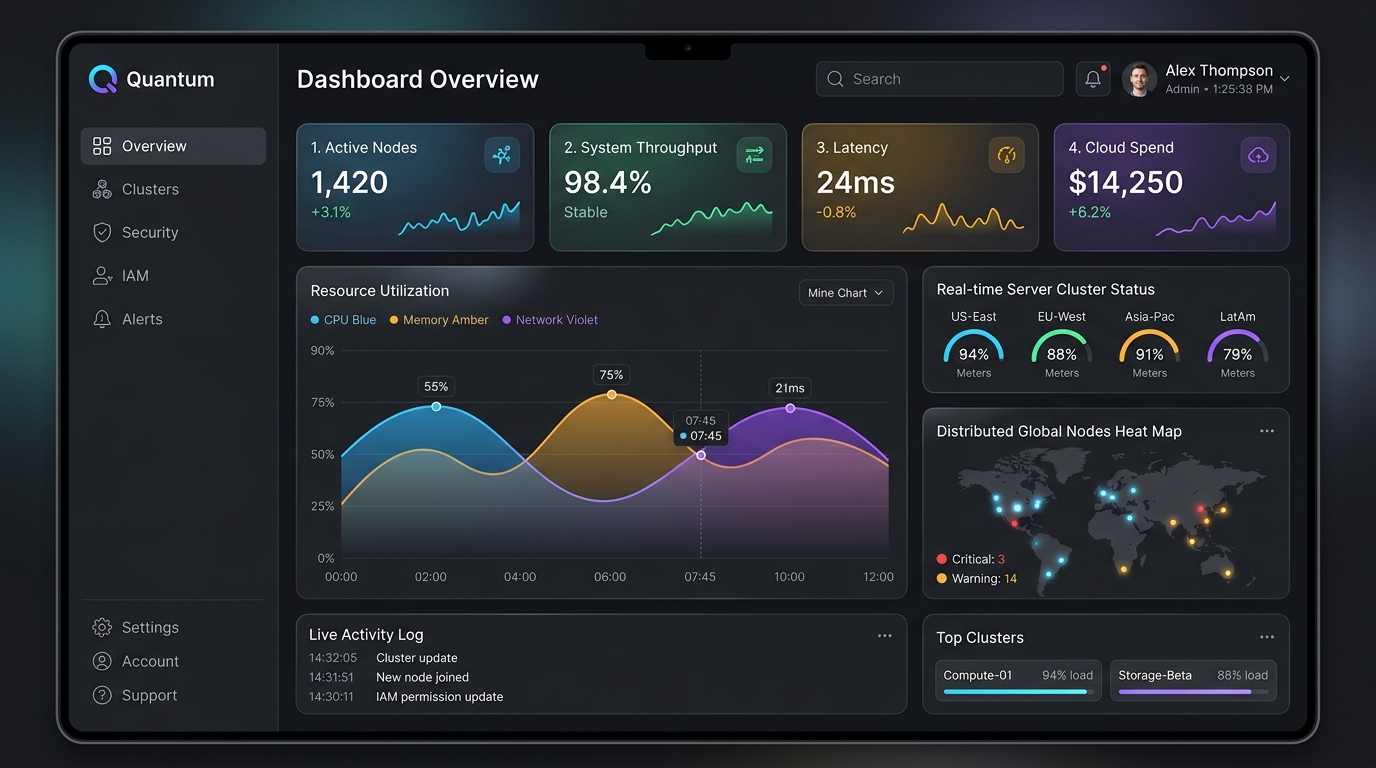 Quantum
Overview
Clusters
Security
IAM
Alerts
Settings
Account
Support
Dashboard Overview
Search
Alex Thompson
Admin • 1:25:38 PM
1. Active Nodes
1,420
+3.1%
2. System Throughput
98.4%
Stable
3. Latency
24ms
-0.8%
4. Cloud Spend
$14,250
+6.2%
Resource Utilization
Mine Chart
CPU Blue
Memory Amber
Network Violet
90%
75%
50%
25%
0%
55%
75%
07:45
07:45
21ms
00:00
02:00
04:00
06:00
07:45
10:00
12:00
Real-time Server Cluster Status
US-East
94%
Meters
EU-West
88%
Meters
Asia-Pac
91%
Meters
LatAm
79%
Meters
Distributed Global Nodes Heat Map
Critical: 3
Warning: 14
Live Activity Log
14:32:05 Cluster update
14:31:51 New node joined
14:30:11 IAM permission update
Top Clusters
Compute-01 94% load
Storage-Beta 88% load